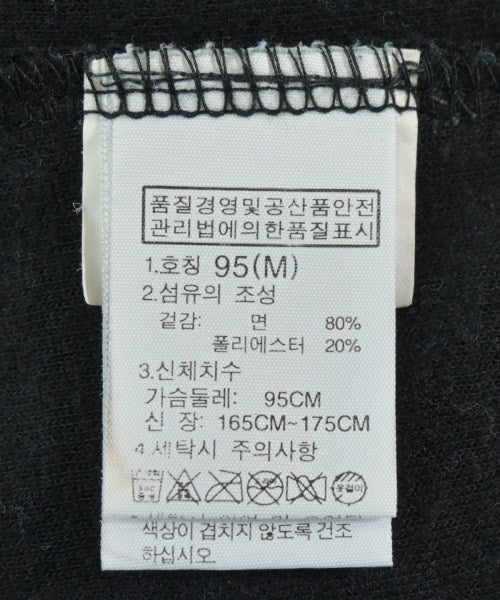 품질경영및공산품안전
관리법에의한품질표시
1.호칭 95(M)
2.섬유의 조성
겉감: 면 80%
폴리에스터 20%
3.신체치수
가슴둘레: 95CM
신 장: 165CM~175CM
4.세탁시 주의사항
옷걸이
색상이 겹치지 않도록 건조
하십시오.